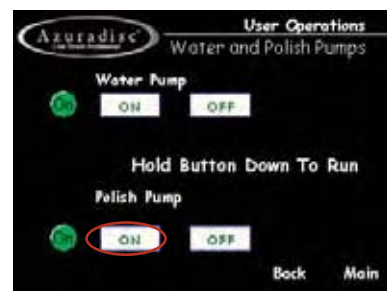 Azuradisc
User Operations
Water and Polish Pumps
Water Pump
On ON OFF
Hold Button Down To Run
Polish Pump
On ON OFF
Back Main